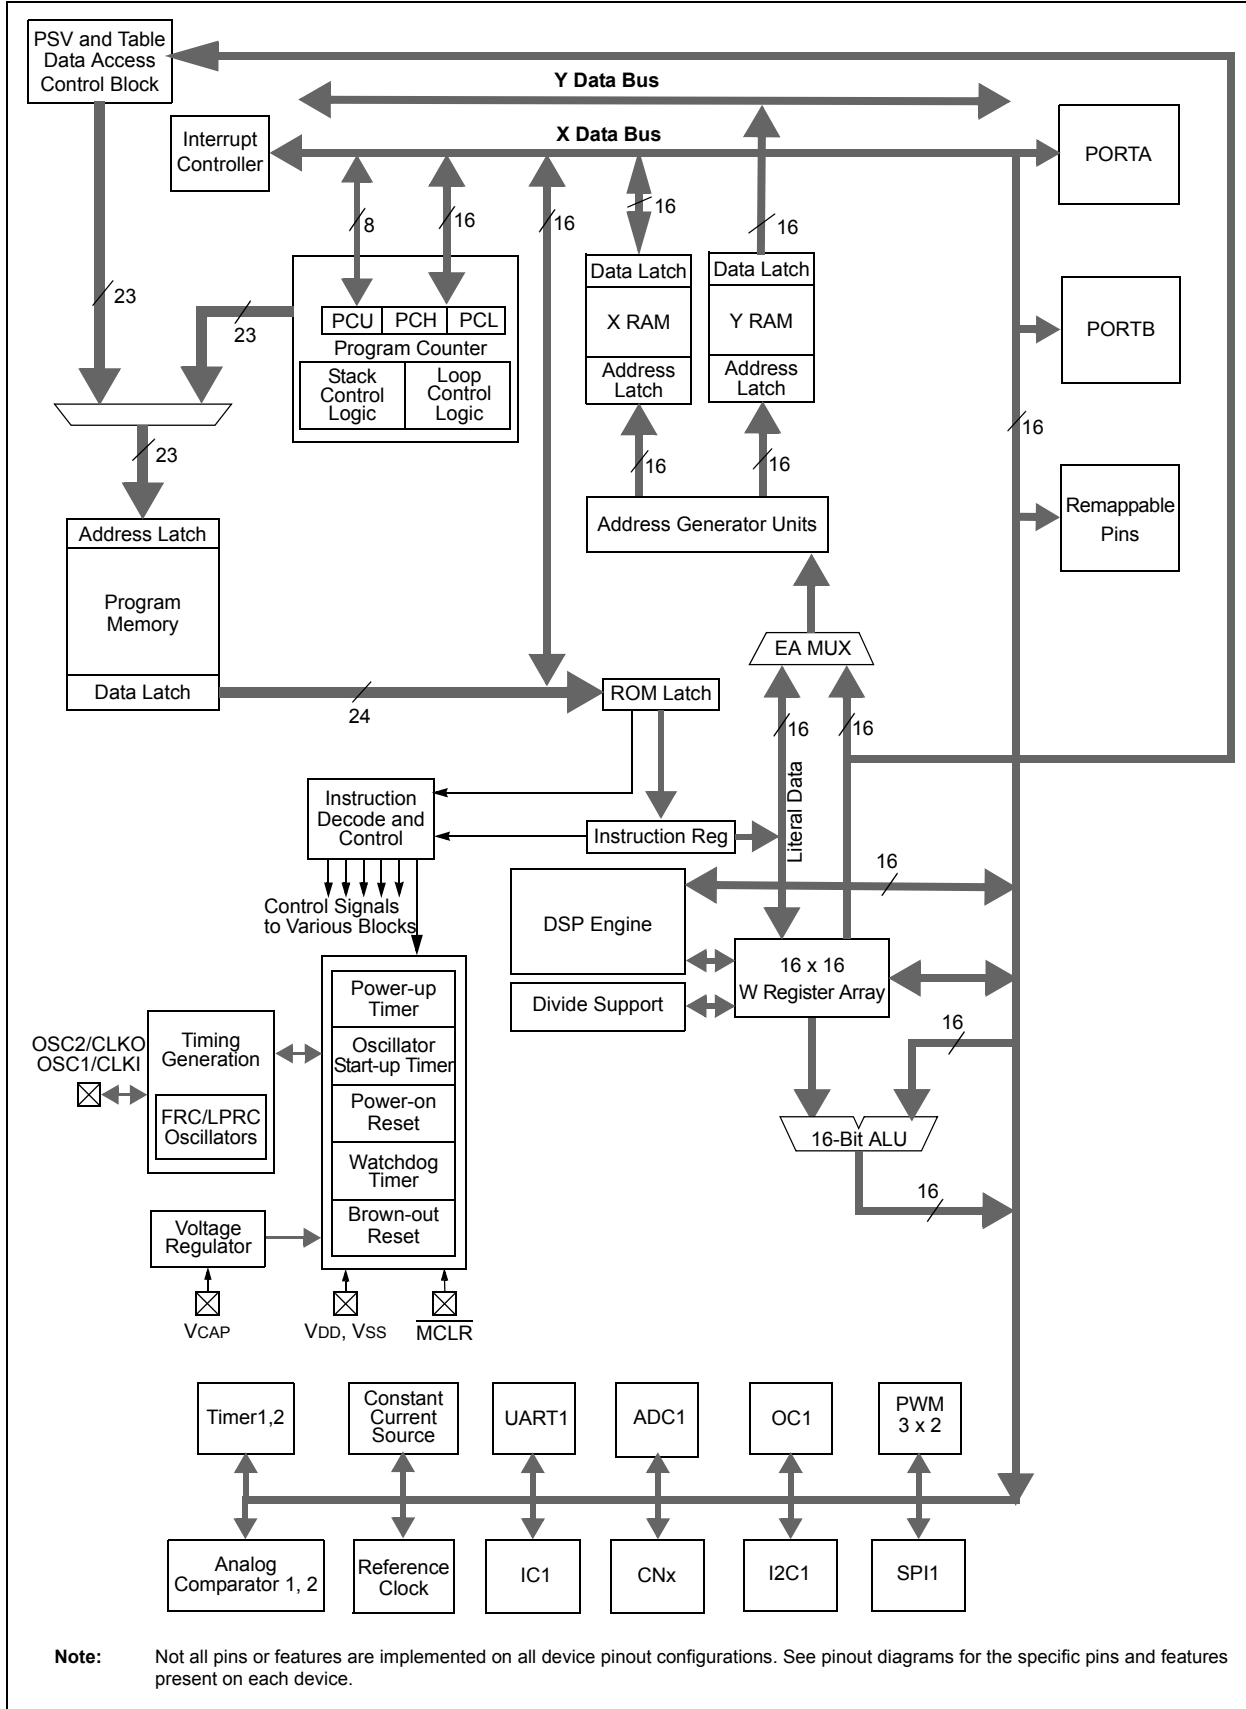 PSV and Table
Data Access
Control Block
Y Data Bus
X Data Bus
Interrupt
Controller
PORTA
8
16
16
16
16
23
23
Data Latch
X RAM
Address
Latch
Data Latch
Y RAM
Address
Latch
PCU
PCH
PCL
Program Counter
Stack
Control
Logic
Loop
Control
Logic
PORTB
16
23
16
16
Address Generator Units
Remappable
Pins
Address Latch
Program
Memory
Data Latch
24
ROM Latch
EA MUX
16
16
Literal Data
Instruction
Decode and
Control
Instruction Reg
Control Signals
to Various Blocks
16
DSP Engine
16 x 16
W Register Array
Divide Support
16
16-Bit ALU
16
Power-up
Timer
Oscillator
Start-up Timer
Power-on
Reset
Watchdog
Timer
Brown-out
Reset
OSC2/CLKO
OSC1/CLKI
Timing
Generation
FRC/LPRC
Oscillators
Voltage
Regulator
VCAP
VDD, VSS
MCLR
Timer1,2
Constant
Current
Source
UART1
ADC1
OC1
PWM
3 x 2
Analog
Comparator 1, 2
Reference
Clock
IC1
CNx
I2C1
SPI1
Note: Not all pins or features are implemented on all device pinout configurations. See pinout diagrams for the specific pins and features
present on each device.